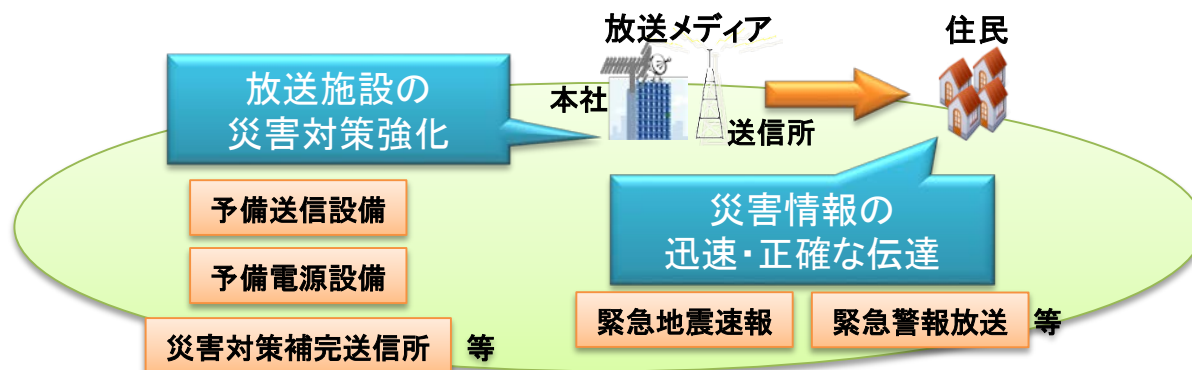 放送メディア
住民
本社
送信所
放送施設の
災害対策強化
予備送信設備
予備電源設備
災害対策補完送信所 等
災害情報の
迅速・正確な伝達
緊急地震速報
緊急警報放送 等